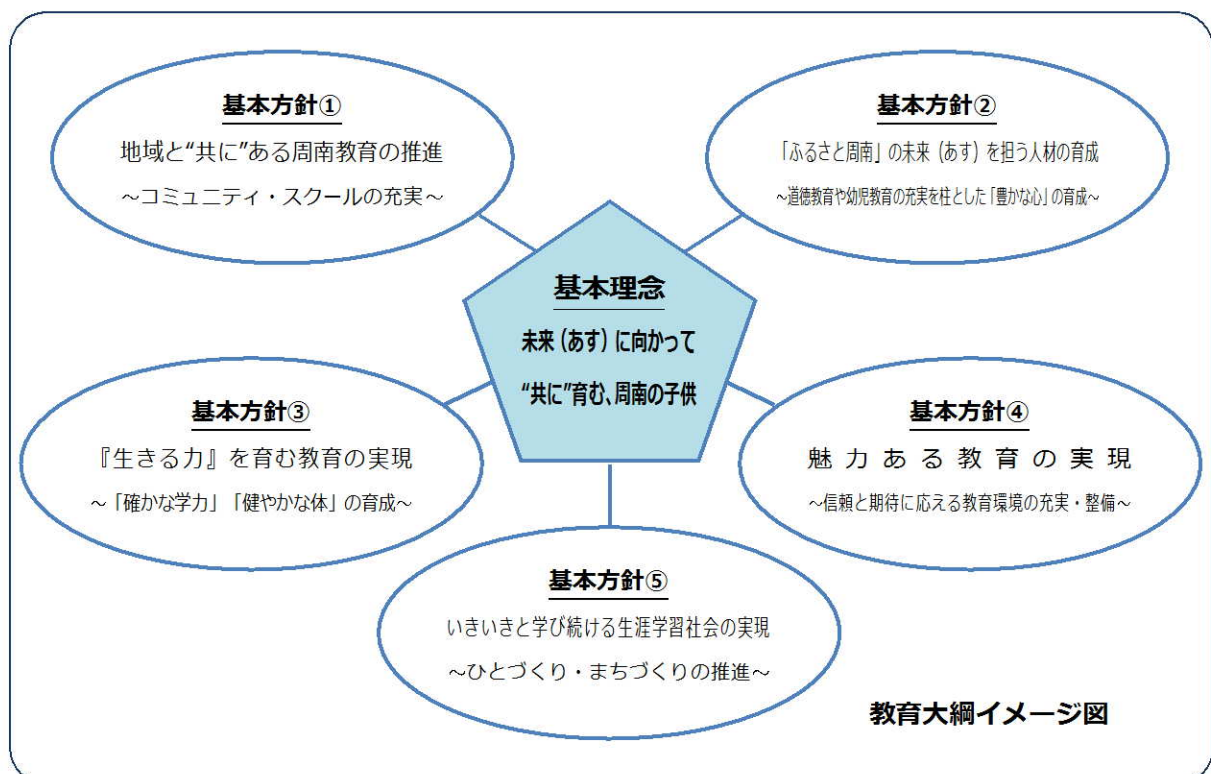 基本方針①
地域と“共に”ある周南教育の推進
～コミュニティ・スクールの充実～
基本方針②
「ふるさと周南」の未来（あす）を担う人材の育成
～道徳教育や幼児教育の充実を柱とした「豊かな心」の育成～
基本理念
未来（あす）に向かって
“共に”育む、周南の子供
基本方針③
『生きる力』を育む教育の実現
～「確かな学力」「健やかな体」の育成～
基本方針④
魅力ある教育の実現
～信頼と期待に応える教育環境の充実・整備～
基本方針⑤
いきいきと学び続ける生涯学習社会の実現
～ひとづくり・まちづくりの推進～
教育大綱イメージ図